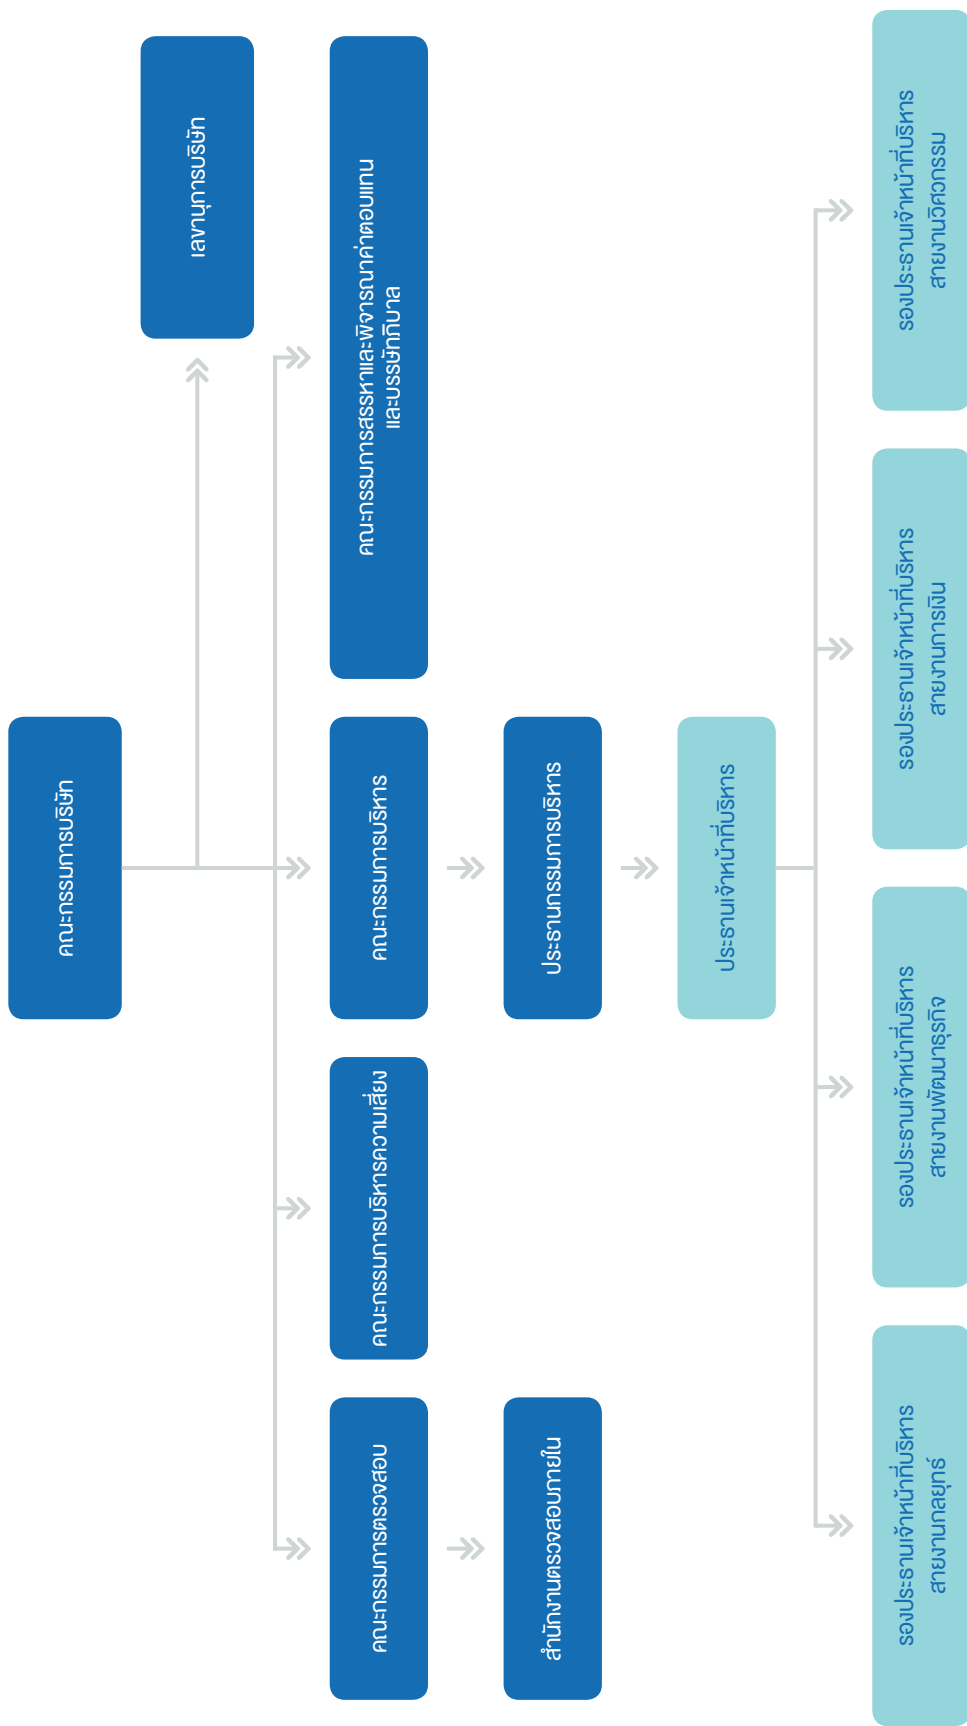 คณะกรรมการบริษัท
เลขานุการบริษัท
คณะกรรมการตรวจสอบ
คณะกรรมการบริหารความเสี่ยง
คณะกรรมการบริหาร
คณะกรรมการสรรหาและพิจารณาค่าตอบแทน
และบรรษัทภิบาล
สำนักงานตรวจสอบภายใน
ประธานกรรมการบริหาร
ประธานเจ้าหน้าที่บริหาร
รองประธานเจ้าหน้าที่บริหาร
สายงานกลยุทธ์
รองประธานเจ้าหน้าที่บริหาร
สายงานพัฒนาธุรกิจ
รองประธานเจ้าหน้าที่บริหาร
สายงานการเงิน
รองประธานเจ้าหน้าที่บริหาร
สายงานวิศวกรรม